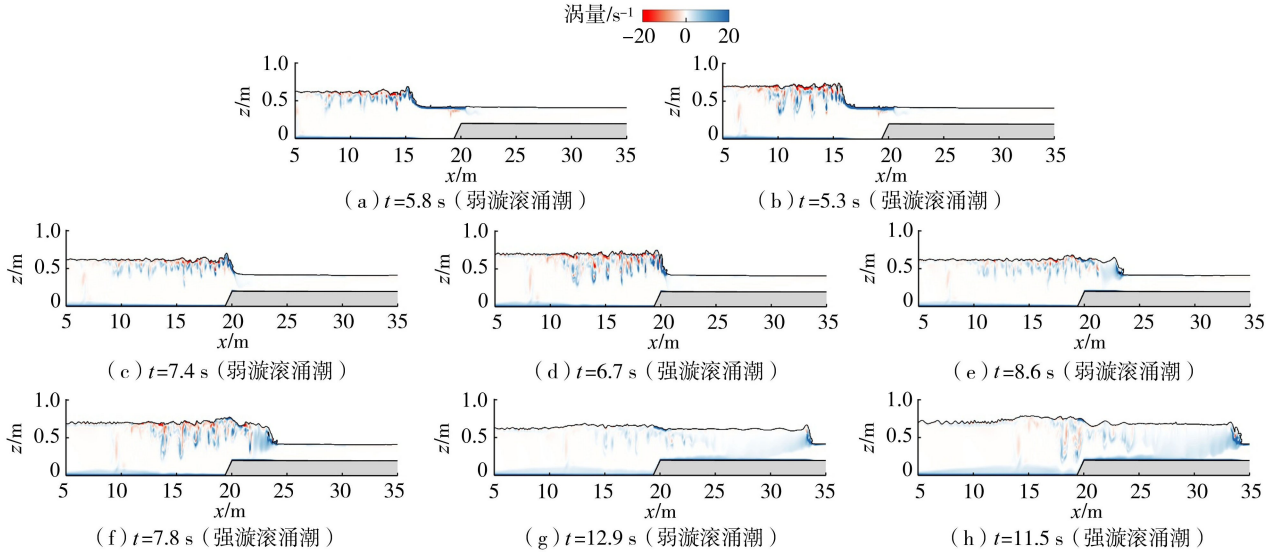 涡量/s⁻¹
−20 0 20
1.0 1.0
z/m 0.5 z/m 0.5
0 0
5 10 15 20 25 30 35 5 10 15 20 25 30 35
x/m x/m
（a）t=5.8 s（弱漩滚涌潮） （b）t=5.3 s（强漩滚涌潮）
1.0 1.0 1.0
z/m 0.5 z/m 0.5 z/m 0.5
0 0 0
5 10 15 20 25 30 35 5 10 15 20 25 30 35 5 10 15 20 25 30 35
x/m x/m x/m
（c）t=7.4 s（弱漩滚涌潮） （d）t=6.7 s（强漩滚涌潮） （e）t=8.6 s（弱漩滚涌潮）
1.0 1.0 1.0
z/m 0.5 z/m 0.5 z/m 0.5
0 0 0
5 10 15 20 25 30 35 5 10 15 20 25 30 35 5 10 15 20 25 30 35
x/m x/m x/m
（f）t=7.8 s（强漩滚涌潮） （g）t=12.9 s（弱漩滚涌潮） （h）t=11.5 s（强漩滚涌潮）